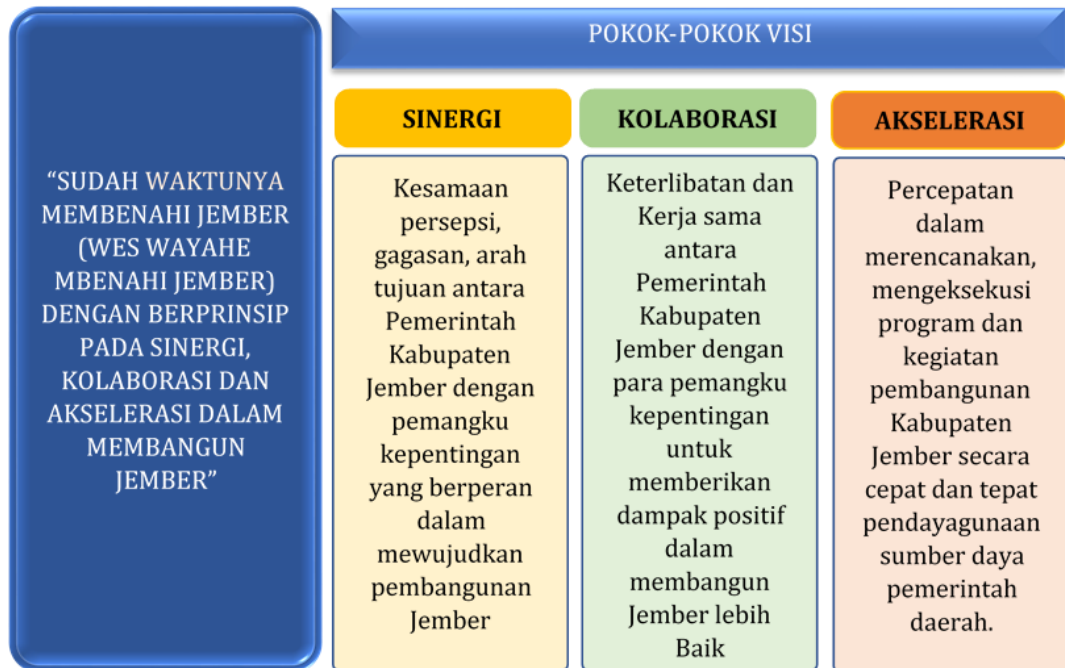 “SUDAH WAKTUNYA
MEMBENAHI JEMBER
(WES WAYAHE
MBENAHI JEMBER)
DENGAN BERPRINSIP
PADA SINERGI,
KOLABORASI DAN
AKSELERASI DALAM
MEMBANGUN
JEMBER”
POKOK-POKOK VISI
SINERGI
Kesamaan
persepsi,
gagasan, arah
tujuan antara
Pemerintah
Kabupaten
Jember dengan
pemangku
kepentingan
yang berperan
dalam
mewujudkan
pembangunan
Jember
KOLABORASI
Keterlibatan dan
Kerja sama
antara
Pemerintah
Kabupaten
Jember dengan
para pemangku
kepentingan
untuk
memberikan
dampak positif
dalam
membangun
Jember lebih
Baik
AKSELERASI
Percepatan
dalam
merencanakan,
mengeksekusi
program dan
kegiatan
pembangunan
Kabupaten
Jember secara
cepat dan tepat
pendayagunaan
sumber daya
pemerintah
daerah.